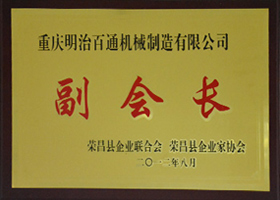 重庆明治百通机械制造有限公司
副会长
荣昌县企业联合会 荣昌县企业家协会
二〇一二年八月